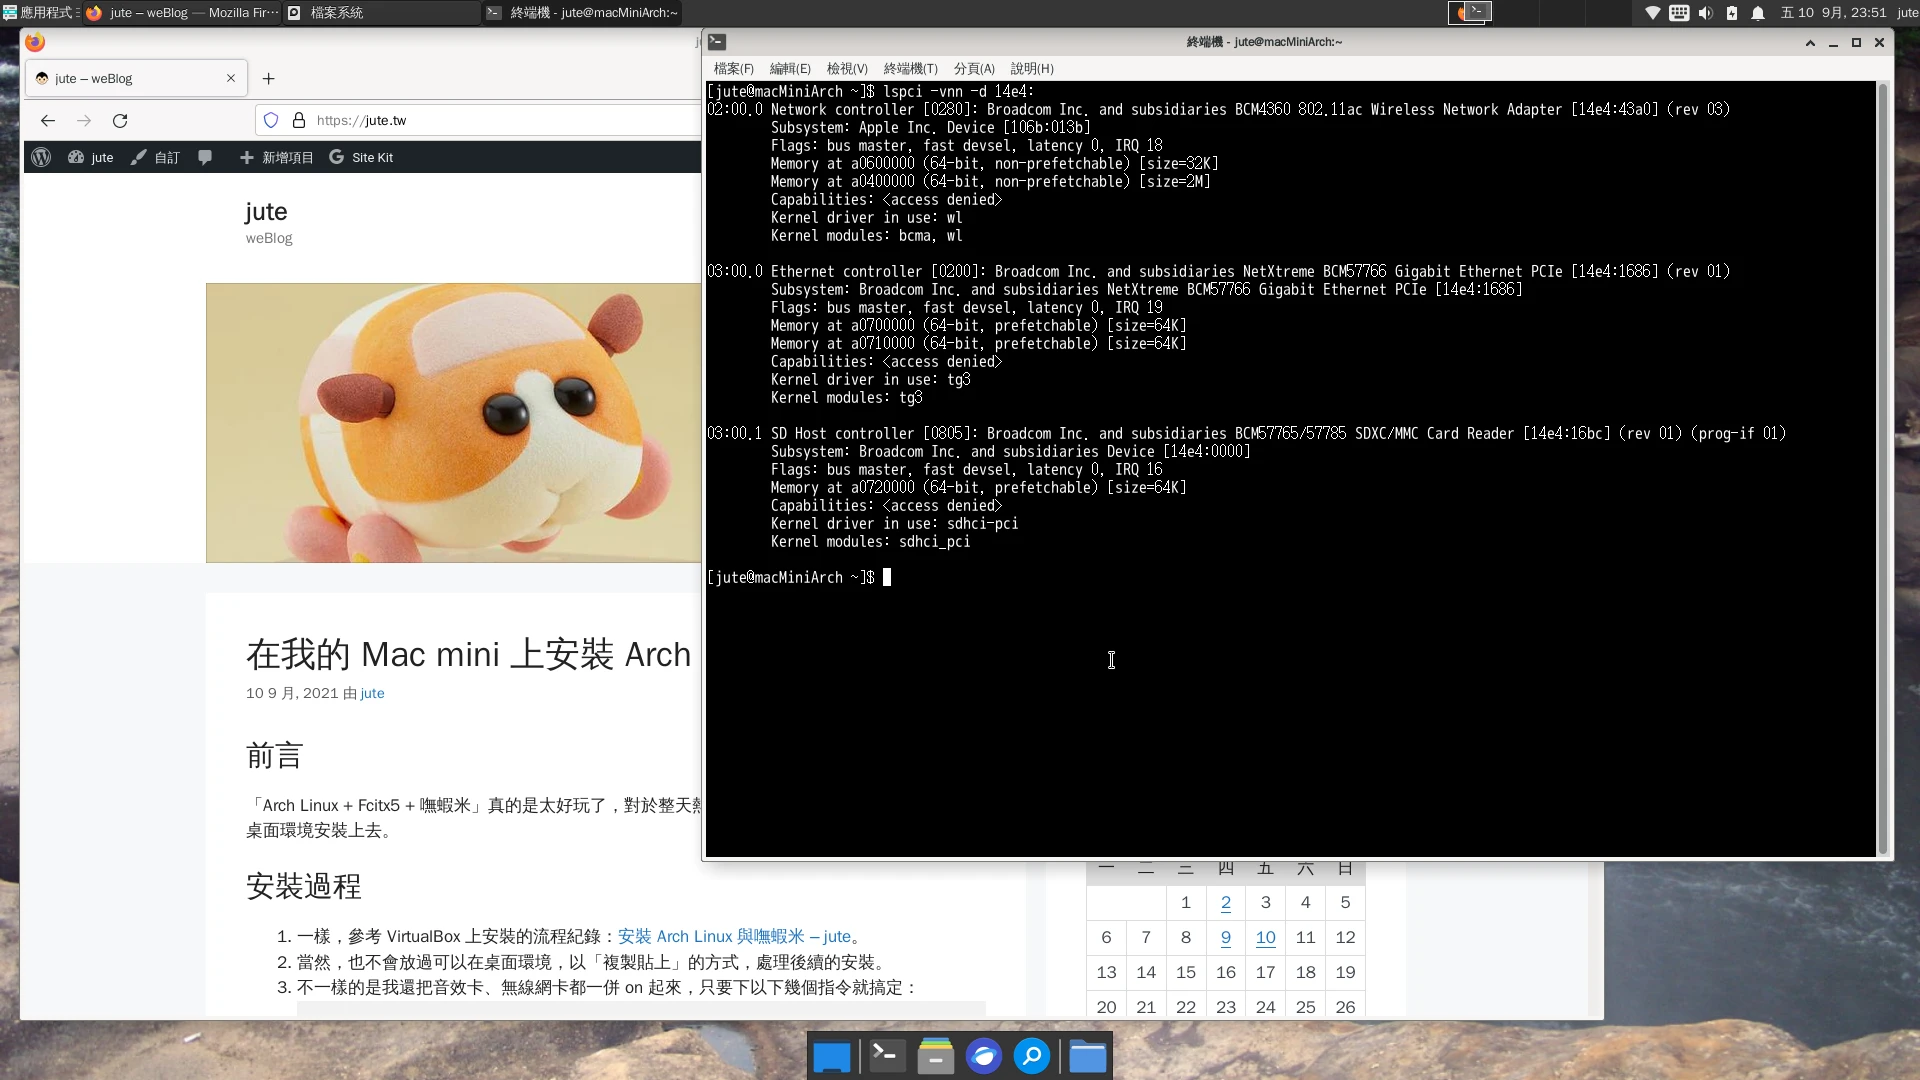 應用程式
jute – weBlog — Mozilla Fir···
檔案系統
終端機 - jute@macMiniArch:~
五 10 9月, 23:51
jute
jute – weBlog
https://jute.tw
jute
自訂
新增項目
Site Kit
jute
weBlog
在我的 Mac mini 上安裝 Arch
10 9 月, 2021 由 jute
前言
「Arch Linux + Fcitx5 + 嘸蝦米」真的是太好玩了，對於整天熱
桌面環境安裝上去。
安裝過程
1. 一樣，參考 VirtualBox 上安裝的流程紀錄：安裝 Arch Linux 與嘸蝦米 – jute。
2. 當然，也不會放過可以在桌面環境，以「複製貼上」的方式，處理後續的安裝。
3. 不一樣的是我還把音效卡、無線網卡都一併 on 起來，只要下以下幾個指令就搞定：
終端機 - jute@macMiniArch:~
檔案(F) 編輯(E) 檢視(V) 終端機(T) 分頁(A) 說明(H)
[jute@macMiniArch ~]$ lspci -vnn -d 14e4:
02:00.0 Network controller [0280]: Broadcom Inc. and subsidiaries BCM4360 802.11ac Wireless Network Adapter [14e4:43a0] (rev 03)
Subsystem: Apple Inc. Device [106b:013b]
Flags: bus master, fast devsel, latency 0, IRQ 18
Memory at a0600000 (64-bit, non-prefetchable) [size=32K]
Memory at a0400000 (64-bit, non-prefetchable) [size=2M]
Capabilities: <access denied>
Kernel driver in use: wl
Kernel modules: bcma, wl
03:00.0 Ethernet controller [0200]: Broadcom Inc. and subsidiaries NetXtreme BCM57766 Gigabit Ethernet PCIe [14e4:1686] (rev 01)
Subsystem: Broadcom Inc. and subsidiaries NetXtreme BCM57766 Gigabit Ethernet PCIe [14e4:1686]
Flags: bus master, fast devsel, latency 0, IRQ 19
Memory at a0700000 (64-bit, prefetchable) [size=64K]
Memory at a0710000 (64-bit, prefetchable) [size=64K]
Capabilities: <access denied>
Kernel driver in use: tg3
Kernel modules: tg3
03:00.1 SD Host controller [0805]: Broadcom Inc. and subsidiaries BCM57765/57785 SDXC/MMC Card Reader [14e4:16bc] (rev 01) (prog-if 01)
Subsystem: Broadcom Inc. and subsidiaries Device [14e4:0000]
Flags: bus master, fast devsel, latency 0, IRQ 16
Memory at a0720000 (64-bit, prefetchable) [size=64K]
Capabilities: <access denied>
Kernel driver in use: sdhci-pci
Kernel modules: sdhci_pci
[jute@macMiniArch ~]$
一 二 三 四 五 六 日
1 2 3 4 5
6 7 8 9 10 11 12
13 14 15 16 17 18 19
20 21 22 23 24 25 26